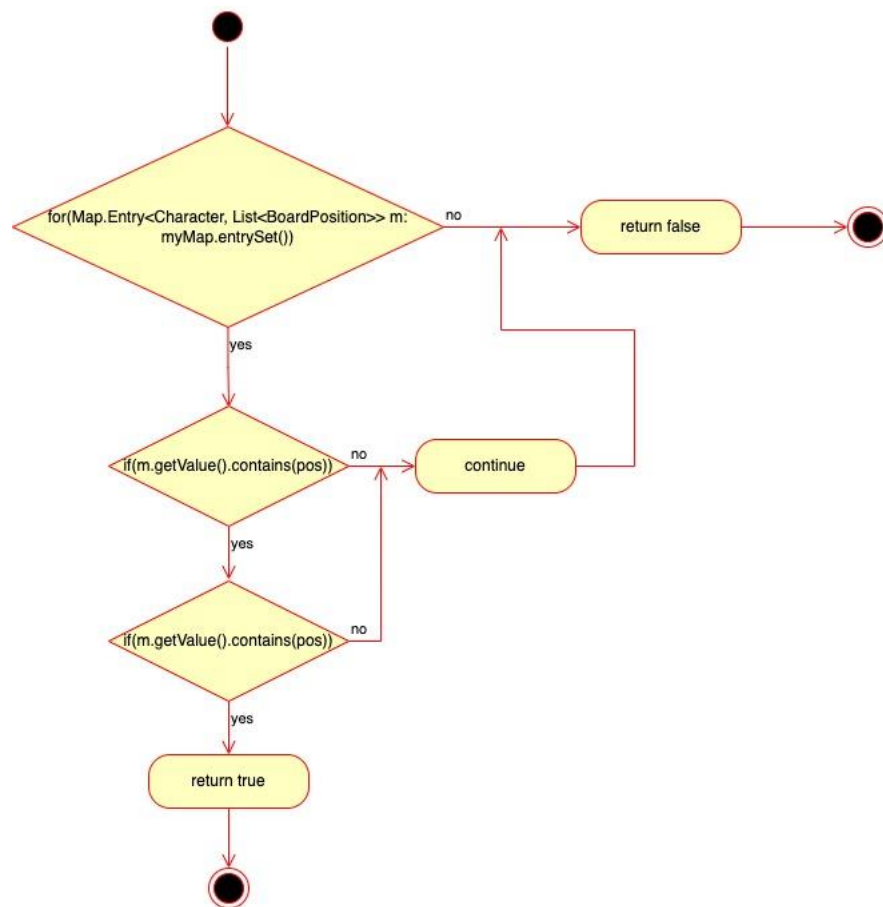 for(Map.Entry<Character, List<BoardPosition>> m:
myMap.entrySet())
no
return false
yes
if(m.getValue().contains(pos))
no
continue
yes
if(m.getValue().contains(pos))
no
yes
return true